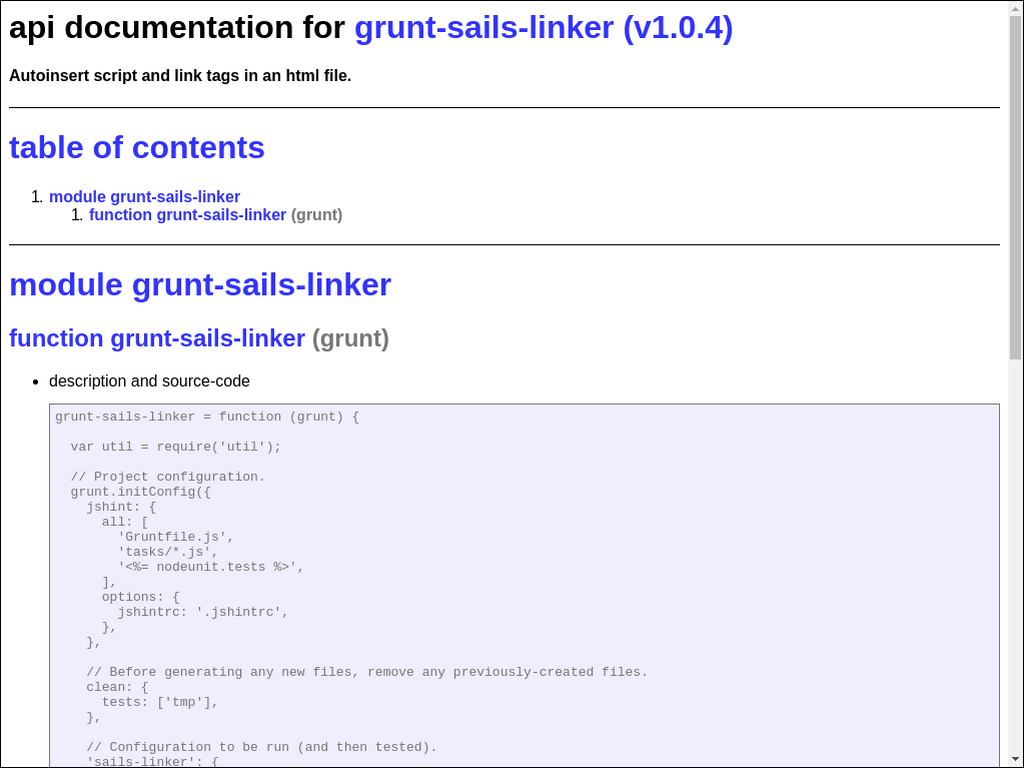 api documentation for grunt-sails-linker (v1.0.4)
Autoinsert script and link tags in an html file.
table of contents
1. module grunt-sails-linker
1. function grunt-sails-linker (grunt)
module grunt-sails-linker
function grunt-sails-linker (grunt)
• description and source-code
grunt-sails-linker = function (grunt) {
  var util = require('util');
  // Project configuration.
  grunt.initConfig({
    jshint: {
      all: [
        'Gruntfile.js',
        'tasks/*.js',
        '<%= nodeunit.tests %>',
      ],
      options: {
        jshintrc: '.jshintrc',
      },
    },
    // Before generating any new files, remove any previously-created files.
    clean: {
      tests: ['tmp'],
    },
    // Configuration to be run (and then tested).
    'sails-linker': {